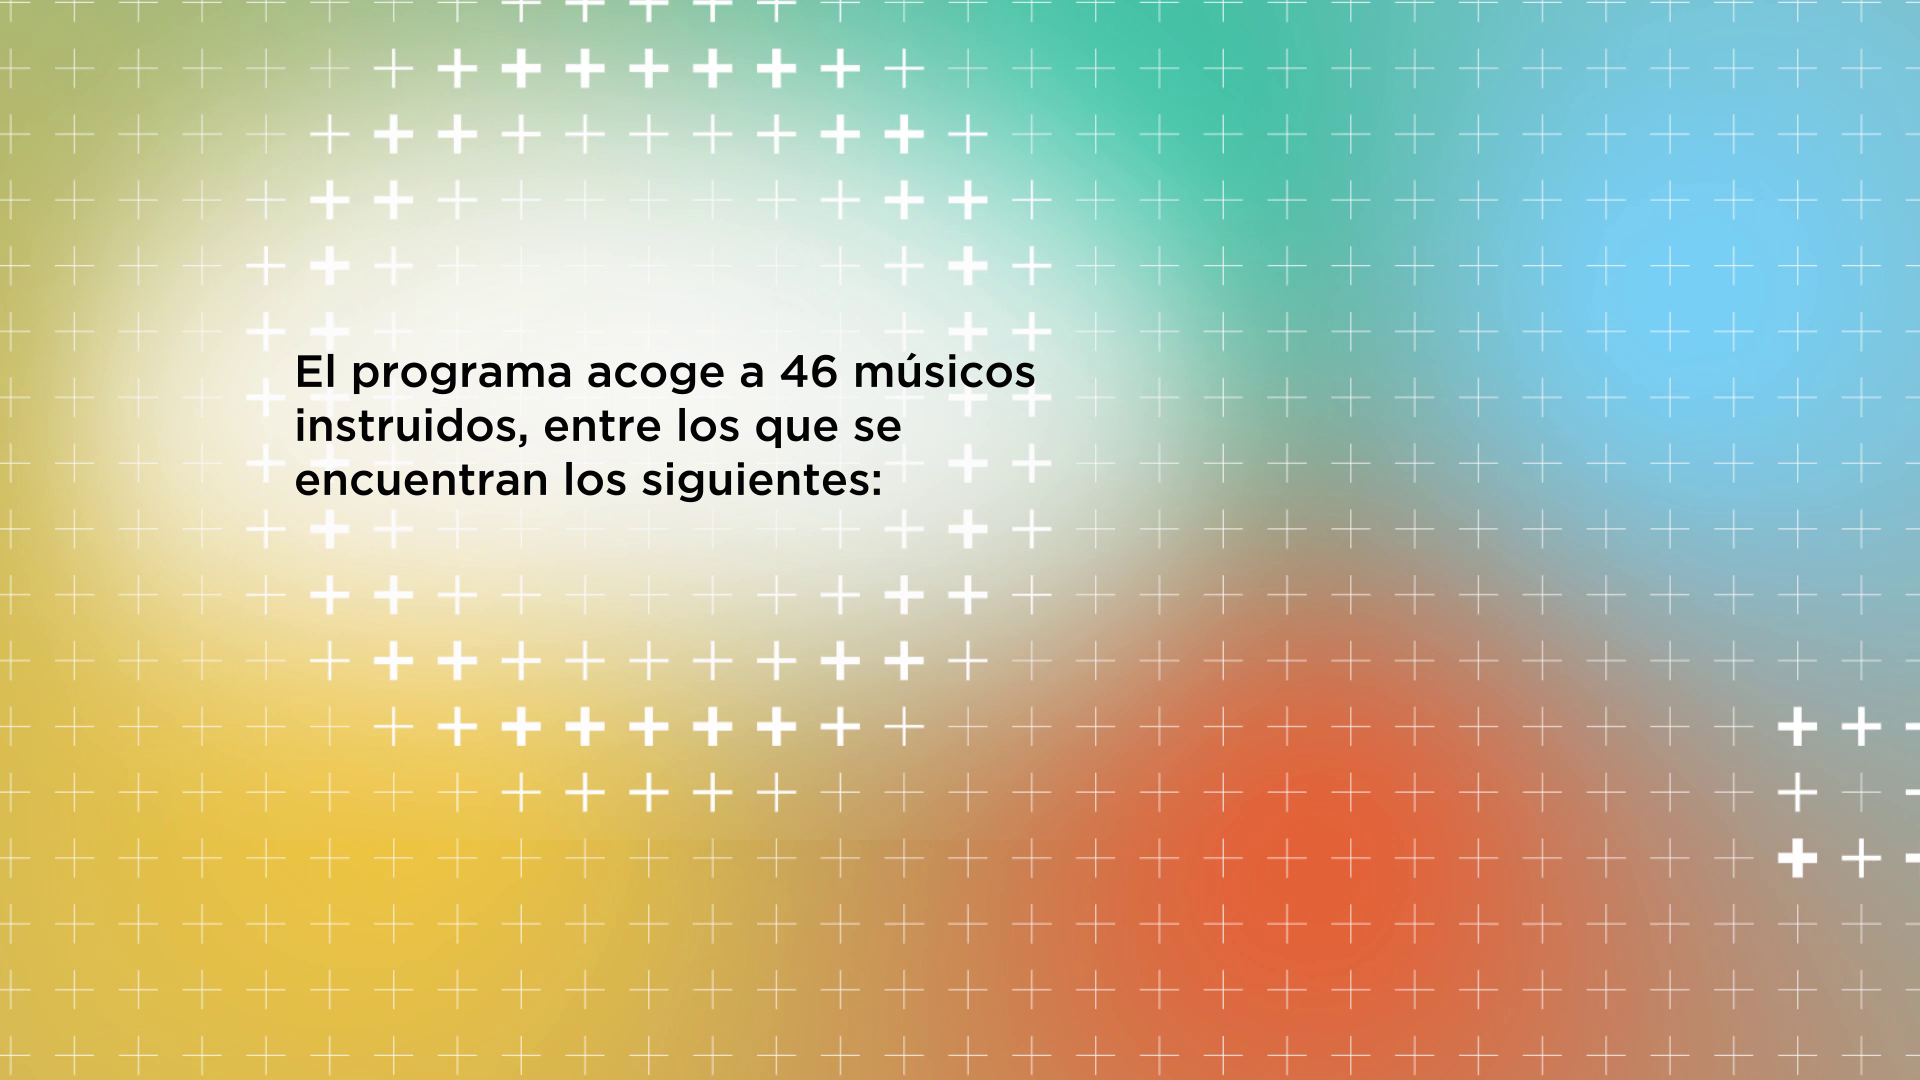 El programa acoge a 46 músicos
instruidos, entre los que se
encuentran los siguientes: